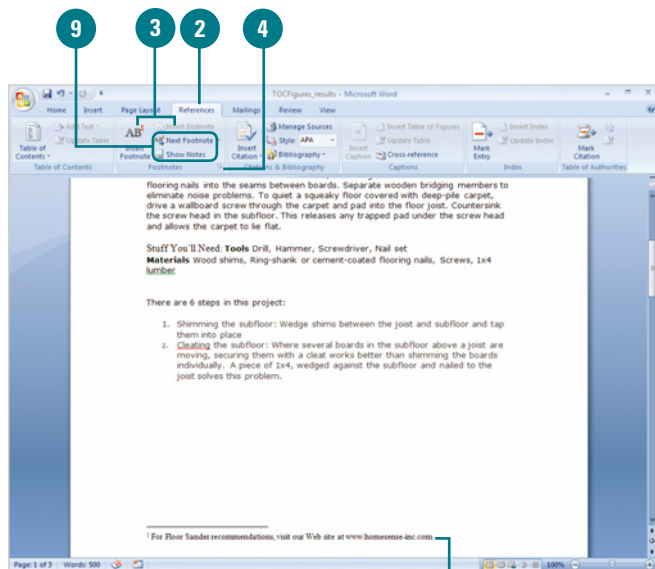 9 3 2 4
TOCFigures_results - Microsoft Word
Home Insert Page Layout References Mailings Review View
Table of Contents
Add Text
Update Table
Table of Contents
AB¹
Insert Footnote
Insert Endnote
Next Footnote
Show Notes
Footnotes
Insert Citation
Manage Sources
Style: APA
Bibliography
Citations & Bibliography
Insert Caption
Insert Table of Figures
Update Table
Cross-reference
Captions
Mark Entry
Insert Index
Update Index
Index
Mark Citation
Table of Authorities
flooring nails into the seams between boards. Separate wooden bridging members to
eliminate noise problems. To quiet a squeaky floor covered with deep-pile carpet,
drive a wallboard screw through the carpet and pad into the floor joist. Countersink
the screw head in the subfloor. This releases any trapped pad under the screw head
and allows the carpet to lie flat.
Stuff You'll Need: Tools Drill, Hammer, Screwdriver, Nail set
Materials Wood shims, Ring-shank or cement-coated flooring nails, Screws, 1x4
lumber
There are 6 steps in this project:
1. Shimming the subfloor: Wedge shims between the joist and subfloor and tap
them into place
2. Cleating the subfloor: Where several boards in the subfloor above a joist are
moving, securing them with a cleat works better than shimming the boards
individually. A piece of 1x4, wedged against the subfloor and nailed to the
joist solves this problem.
1 For Floor Sander recommendations, visit our Web site at www.homesense-inc.com
Page: 1 of 3 Words: 500 100%